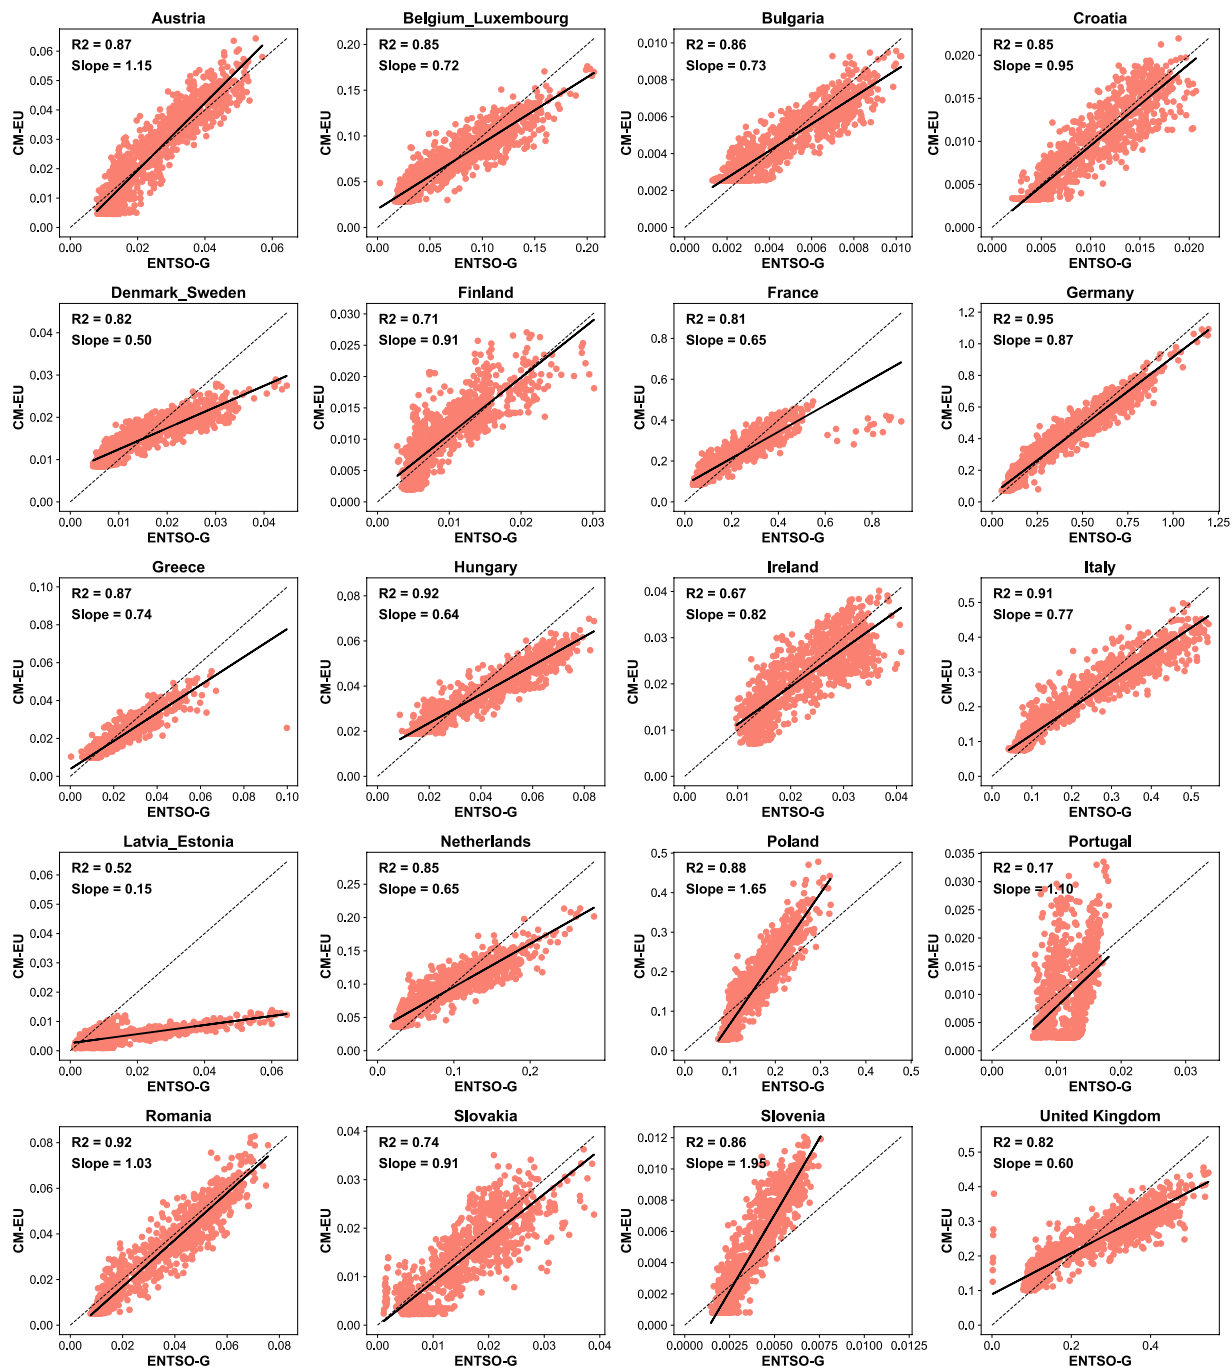 Austria
R2 = 0.87
Slope = 1.15
CM-EU
0.06
0.05
0.04
0.03
0.02
0.01
0.00
0.00 0.02 0.04 0.06
ENTSO-G
Belgium_Luxembourg
R2 = 0.85
Slope = 0.72
CM-EU
0.20
0.15
0.10
0.05
0.00
0.00 0.05 0.10 0.15 0.20
ENTSO-G
Bulgaria
R2 = 0.86
Slope = 0.73
CM-EU
0.010
0.008
0.006
0.004
0.002
0.000
0.000 0.002 0.004 0.006 0.008 0.010
ENTSO-G
Croatia
R2 = 0.85
Slope = 0.95
CM-EU
0.020
0.015
0.010
0.005
0.000
0.000 0.005 0.010 0.015 0.020
ENTSO-G
Denmark_Sweden
R2 = 0.82
Slope = 0.50
CM-EU
0.04
0.03
0.02
0.01
0.00
0.00 0.01 0.02 0.03 0.04
ENTSO-G
Finland
R2 = 0.71
Slope = 0.91
CM-EU
0.030
0.025
0.020
0.015
0.010
0.005
0.000
0.00 0.01 0.02 0.03
ENTSO-G
France
R2 = 0.81
Slope = 0.65
CM-EU
0.8
0.6
0.4
0.2
0.0
0.0 0.2 0.4 0.6 0.8
ENTSO-G
Germany
R2 = 0.95
Slope = 0.87
CM-EU
1.2
1.0
0.8
0.6
0.4
0.2
0.0
0.00 0.25 0.50 0.75 1.00 1.25
ENTSO-G
Greece
R2 = 0.87
Slope = 0.74
CM-EU
0.10
0.08
0.06
0.04
0.02
0.00
0.00 0.02 0.04 0.06 0.08 0.10
ENTSO-G
Hungary
R2 = 0.92
Slope = 0.64
CM-EU
0.08
0.06
0.04
0.02
0.00
0.00 0.02 0.04 0.06 0.08
ENTSO-G
Ireland
R2 = 0.67
Slope = 0.82
CM-EU
0.04
0.03
0.02
0.01
0.00
0.00 0.01 0.02 0.03 0.04
ENTSO-G
Italy
R2 = 0.91
Slope = 0.77
CM-EU
0.5
0.4
0.3
0.2
0.1
0.0
0.0 0.1 0.2 0.3 0.4 0.5
ENTSO-G
Latvia_Estonia
R2 = 0.52
Slope = 0.15
CM-EU
0.06
0.05
0.04
0.03
0.02
0.01
0.00
0.00 0.02 0.04 0.06
ENTSO-G
Netherlands
R2 = 0.85
Slope = 0.65
CM-EU
0.25
0.20
0.15
0.10
0.05
0.00
0.0 0.1 0.2
ENTSO-G
Poland
R2 = 0.88
Slope = 1.65
CM-EU
0.5
0.4
0.3
0.2
0.1
0.0
0.0 0.1 0.2 0.3 0.4 0.5
ENTSO-G
Portugal
R2 = 0.17
Slope = 1.10
CM-EU
0.035
0.030
0.025
0.020
0.015
0.010
0.005
0.000
0.00 0.01 0.02 0.03
ENTSO-G
Romania
R2 = 0.92
Slope = 1.03
CM-EU
0.08
0.06
0.04
0.02
0.00
0.00 0.02 0.04 0.06 0.08
ENTSO-G
Slovakia
R2 = 0.74
Slope = 0.91
CM-EU
0.04
0.03
0.02
0.01
0.00
0.00 0.01 0.02 0.03 0.04
ENTSO-G
Slovenia
R2 = 0.86
Slope = 1.95
CM-EU
0.012
0.010
0.008
0.006
0.004
0.002
0.000
0.0000 0.0025 0.0050 0.0075 0.0100 0.0125
ENTSO-G
United Kingdom
R2 = 0.82
Slope = 0.60
CM-EU
0.5
0.4
0.3
0.2
0.1
0.0
0.0 0.2 0.4
ENTSO-G